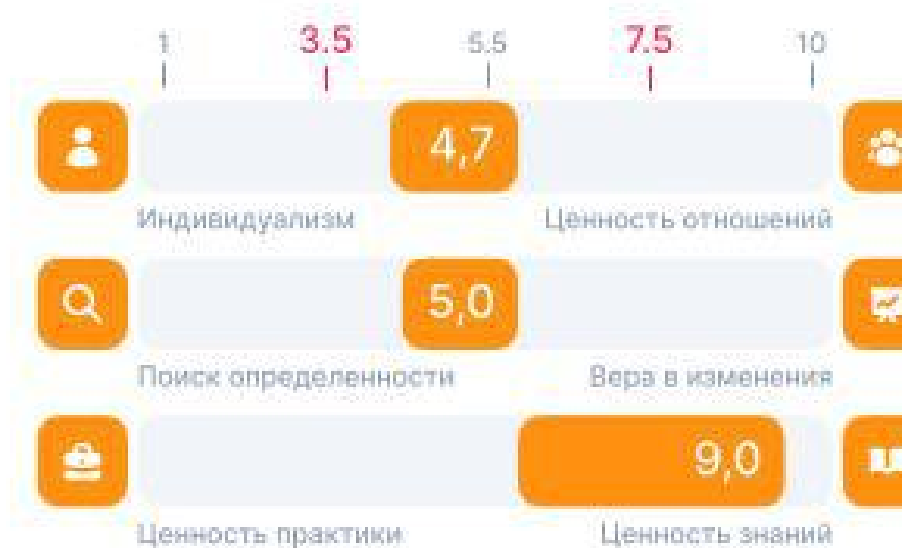 1 3.5 5.5 7.5 10
4,7
Индивидуализм Ценность отношений
5,0
Поиск определенности Вера в изменения
9,0
Ценность практики Ценность знаний